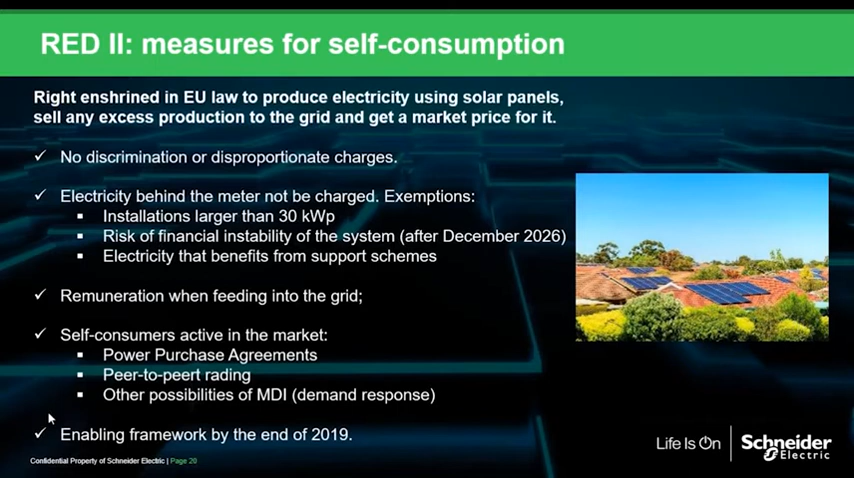 RED II: measures for self-consumption
Right enshrined in EU law to produce electricity using solar panels,
sell any excess production to the grid and get a market price for it.
✓ No discrimination or disproportionate charges.
✓ Electricity behind the meter not be charged. Exemptions:
▪ Installations larger than 30 kWp
▪ Risk of financial instability of the system (after December 2026)
▪ Electricity that benefits from support schemes
✓ Remuneration when feeding into the grid;
✓ Self-consumers active in the market:
▪ Power Purchase Agreements
▪ Peer-to-peert rading
▪ Other possibilities of MDI (demand response)
✓ Enabling framework by the end of 2019.
Confidential Property of Schneider Electric | Page 20
Life Is On
Schneider
Electric